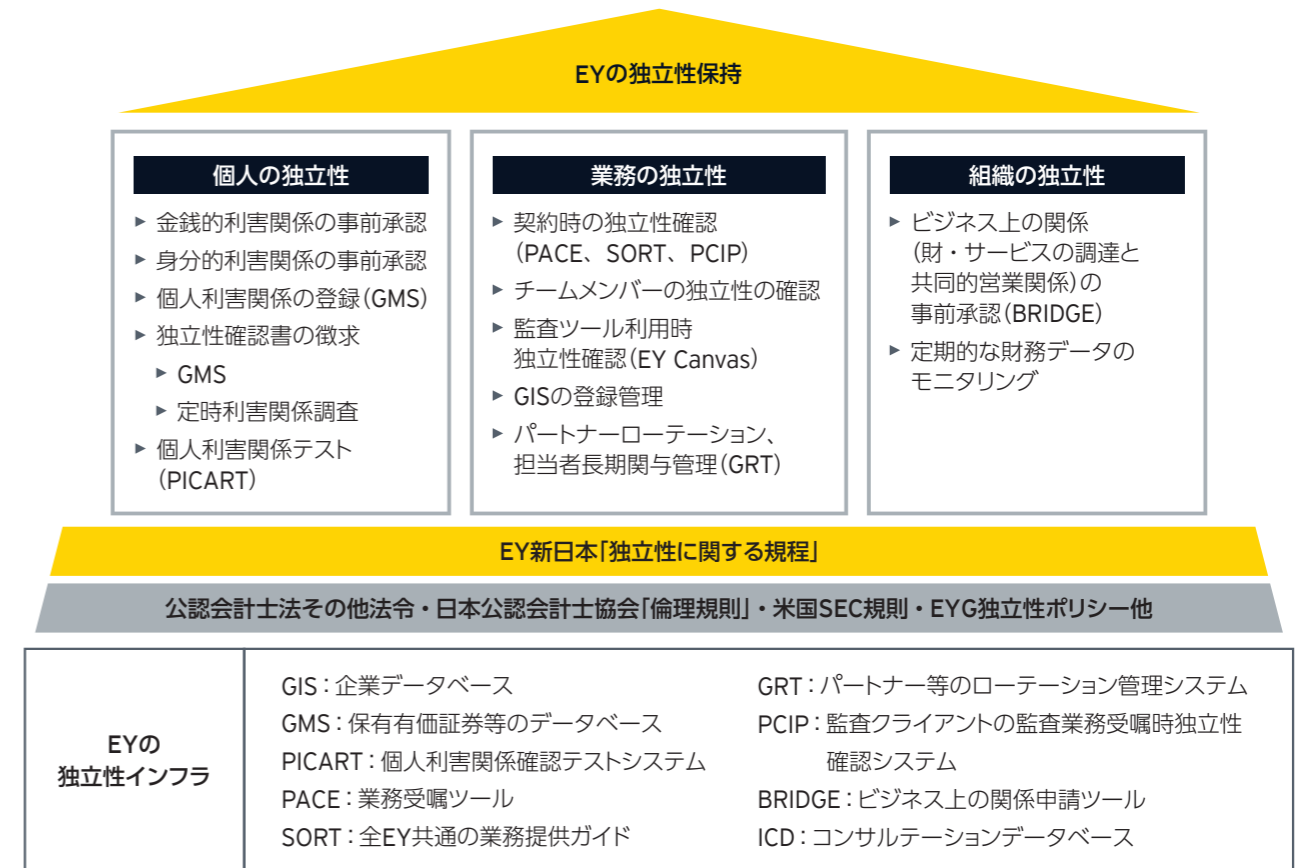 EYの独立性保持
個人の独立性
▶ 金銭的利害関係の事前承認
▶ 身分的利害関係の事前承認
▶ 個人利害関係の登録(GMS)
▶ 独立性確認書の徴求
▶ GMS
▶ 定時利害関係調査
▶ 個人利害関係テスト
(PICART)
業務の独立性
▶ 契約時の独立性確認
(PACE、SORT、PCIP)
▶ チームメンバーの独立性の確認
▶ 監査ツール利用時
独立性確認(EY Canvas)
▶ GISの登録管理
▶ パートナーローテーション、
担当者長期関与管理(GRT)
組織の独立性
▶ ビジネス上の関係
(財・サービスの調達と
共同的営業関係)の
事前承認(BRIDGE)
▶ 定期的な財務データの
モニタリング
EY新日本「独立性に関する規程」
公認会計士法その他法令・日本公認会計士協会「倫理規則」・米国SEC規則・EYG独立性ポリシー他
EYの
独立性インフラ
GIS：企業データベース
GMS：保有有価証券等のデータベース
PICART：個人利害関係確認テストシステム
PACE：業務受嘱ツール
SORT：全EY共通の業務提供ガイド
GRT：パートナー等のローテーション管理システム
PCIP：監査クライアントの監査業務受嘱時独立性
確認システム
BRIDGE：ビジネス上の関係申請ツール
ICD：コンサルテーションデータベース